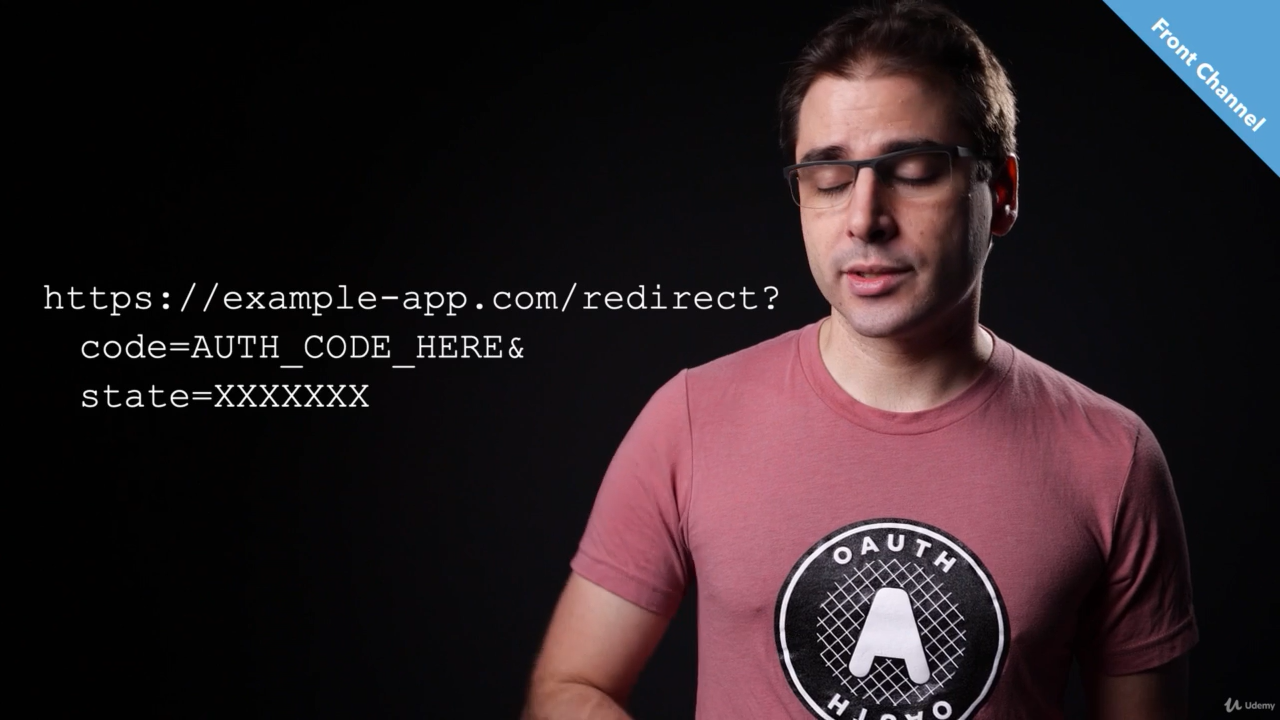 Front Channel
https://example-app.com/redirect?
code=AUTH_CODE_HERE&
state=XXXXXXX
OAUTH
A
OAUTH
Udemy